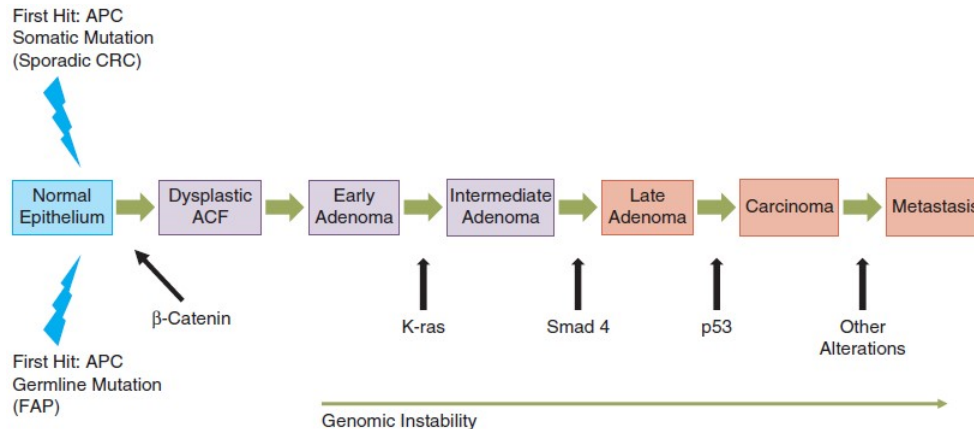 First Hit: APC
Somatic Mutation
(Sporadic CRC)
Normal
Epithelium
Dysplastic
ACF
Early
Adenoma
Intermediate
Adenoma
Late
Adenoma
Carcinoma
Metastasis
β-Catenin
K-ras
Smad 4
p53
Other
Alterations
First Hit: APC
Germline Mutation
(FAP)
Genomic Instability